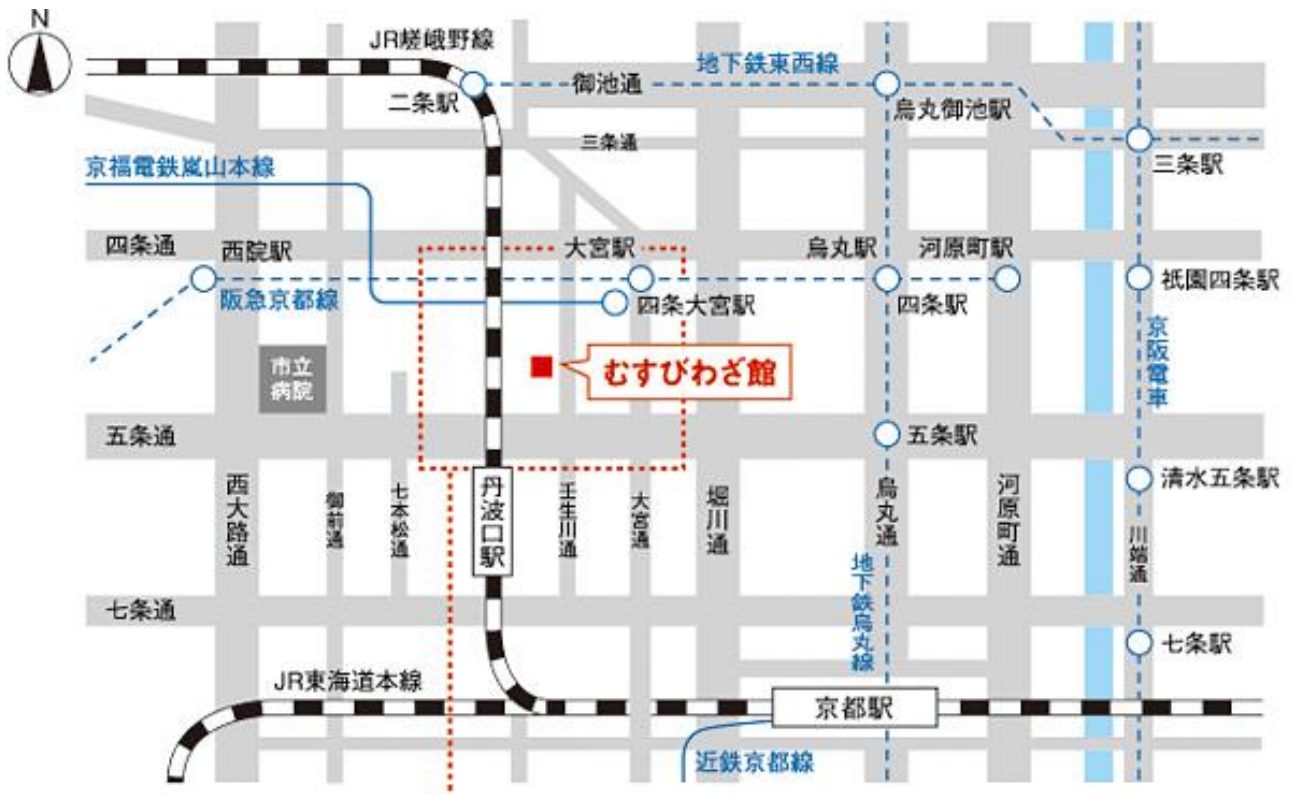 N
JR嵯峨野線
地下鉄東西線
御池通
二条駅
烏丸御池駅
三条通
三条駅
京福電鉄嵐山本線
四条通
西院駅
大宮駅
烏丸駅
河原町駅
阪急京都線
四条大宮駅
四条駅
祇園四条駅
京阪電車
市立
病院
むすびわざ館
五条通
五条駅
清水五条駅
西大路通
御前通
七本松通
丹波口駅
壬生川通
大宮通
堀川通
烏丸通
河原町通
川端通
地下鉄烏丸線
七条通
七条駅
JR東海道本線
京都駅
近鉄京都線